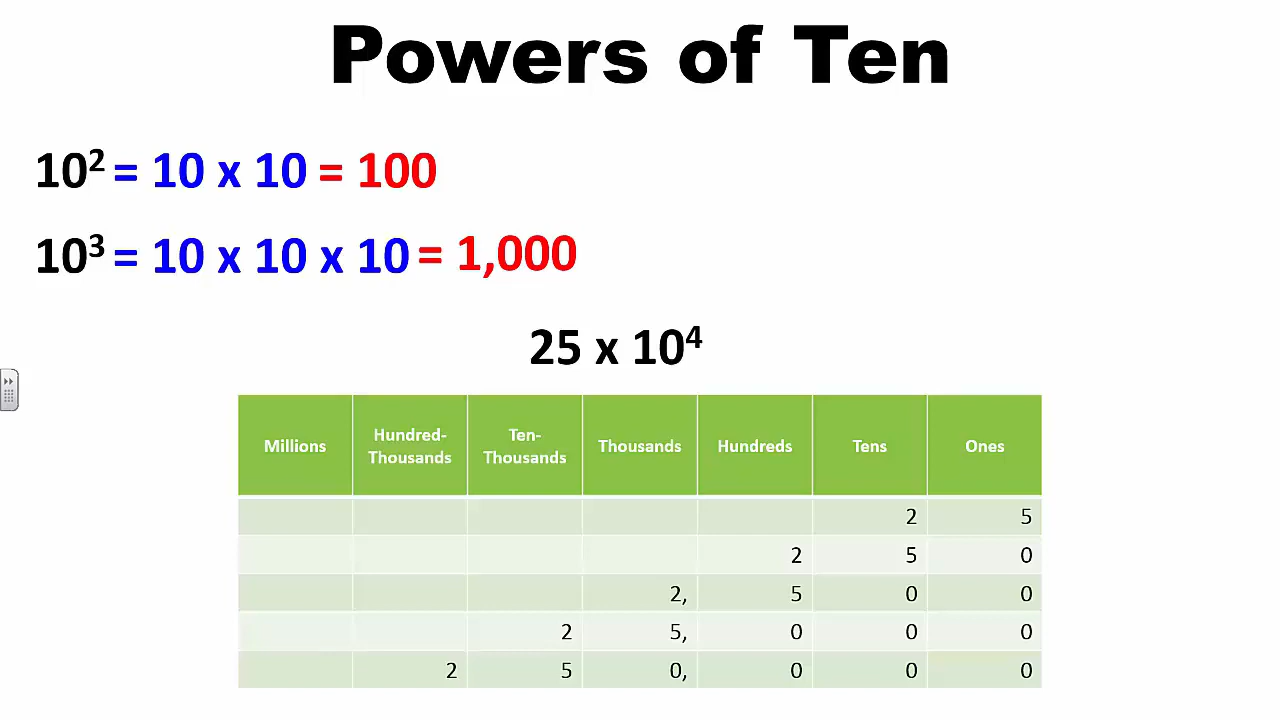 Powers of Ten
10² = 10 x 10 = 100
10³ = 10 x 10 x 10 = 1,000
25 x 10⁴
Millions Hundred-Thousands Ten-Thousands Thousands Hundreds Tens Ones
2 5
2 5 0
2, 5 0 0
2 5, 0 0 0
2 5 0, 0 0 0